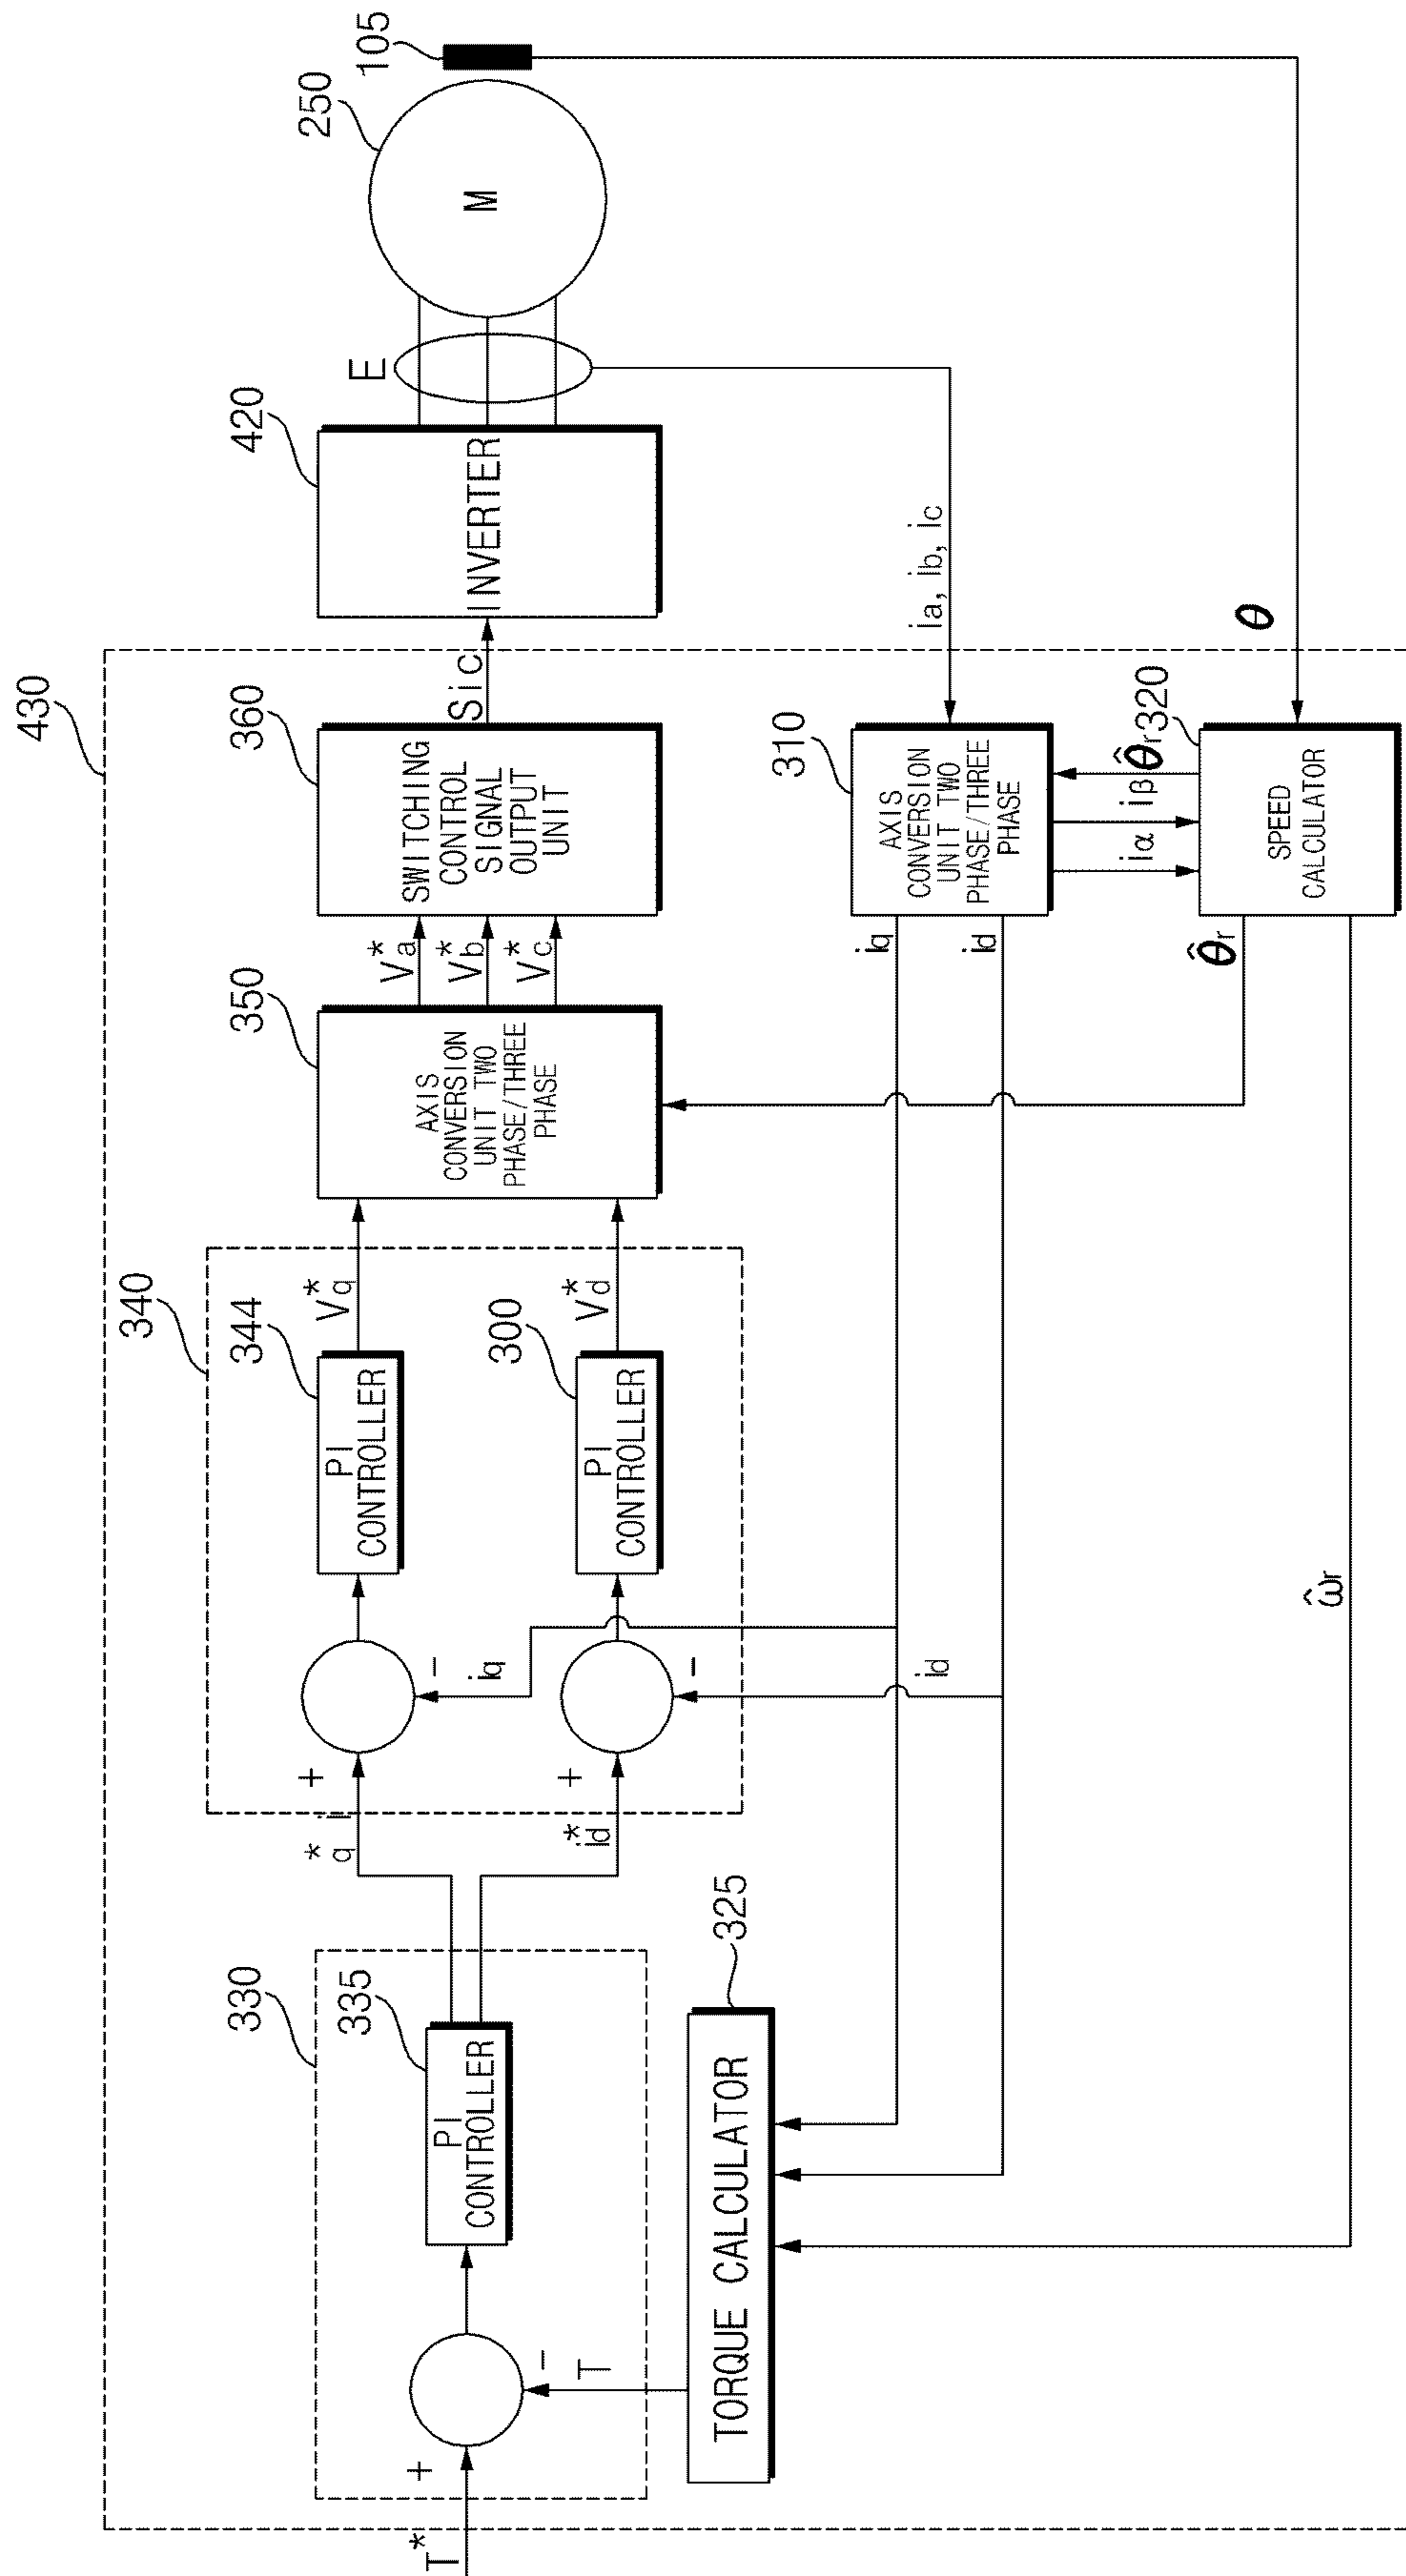 430
330
335
PI
CONTROLLER
T*
+
-
T
TORQUE CALCULATOR
325
340
344
PI
CONTROLLER
300
PI
CONTROLLER
i
*
q
+
-
iq
i*d
+
-
id
V*q
V*d
350
AXIS
CONVERSION
UNIT TWO
PHASE/THREE
PHASE
V*a
V*b
V*c
360
SWITCHING
CONTROL
SIGNAL
OUTPUT
UNIT
Sic
420
INVERTER
E
250
M
105
ia, ib, ic
310
AXIS
CONVERSION
UNIT TWO
PHASE/THREE
PHASE
iq
id
iα
iβ
θ̂r
320
SPEED
CALCULATOR
θ
θ̂r
ω̂r